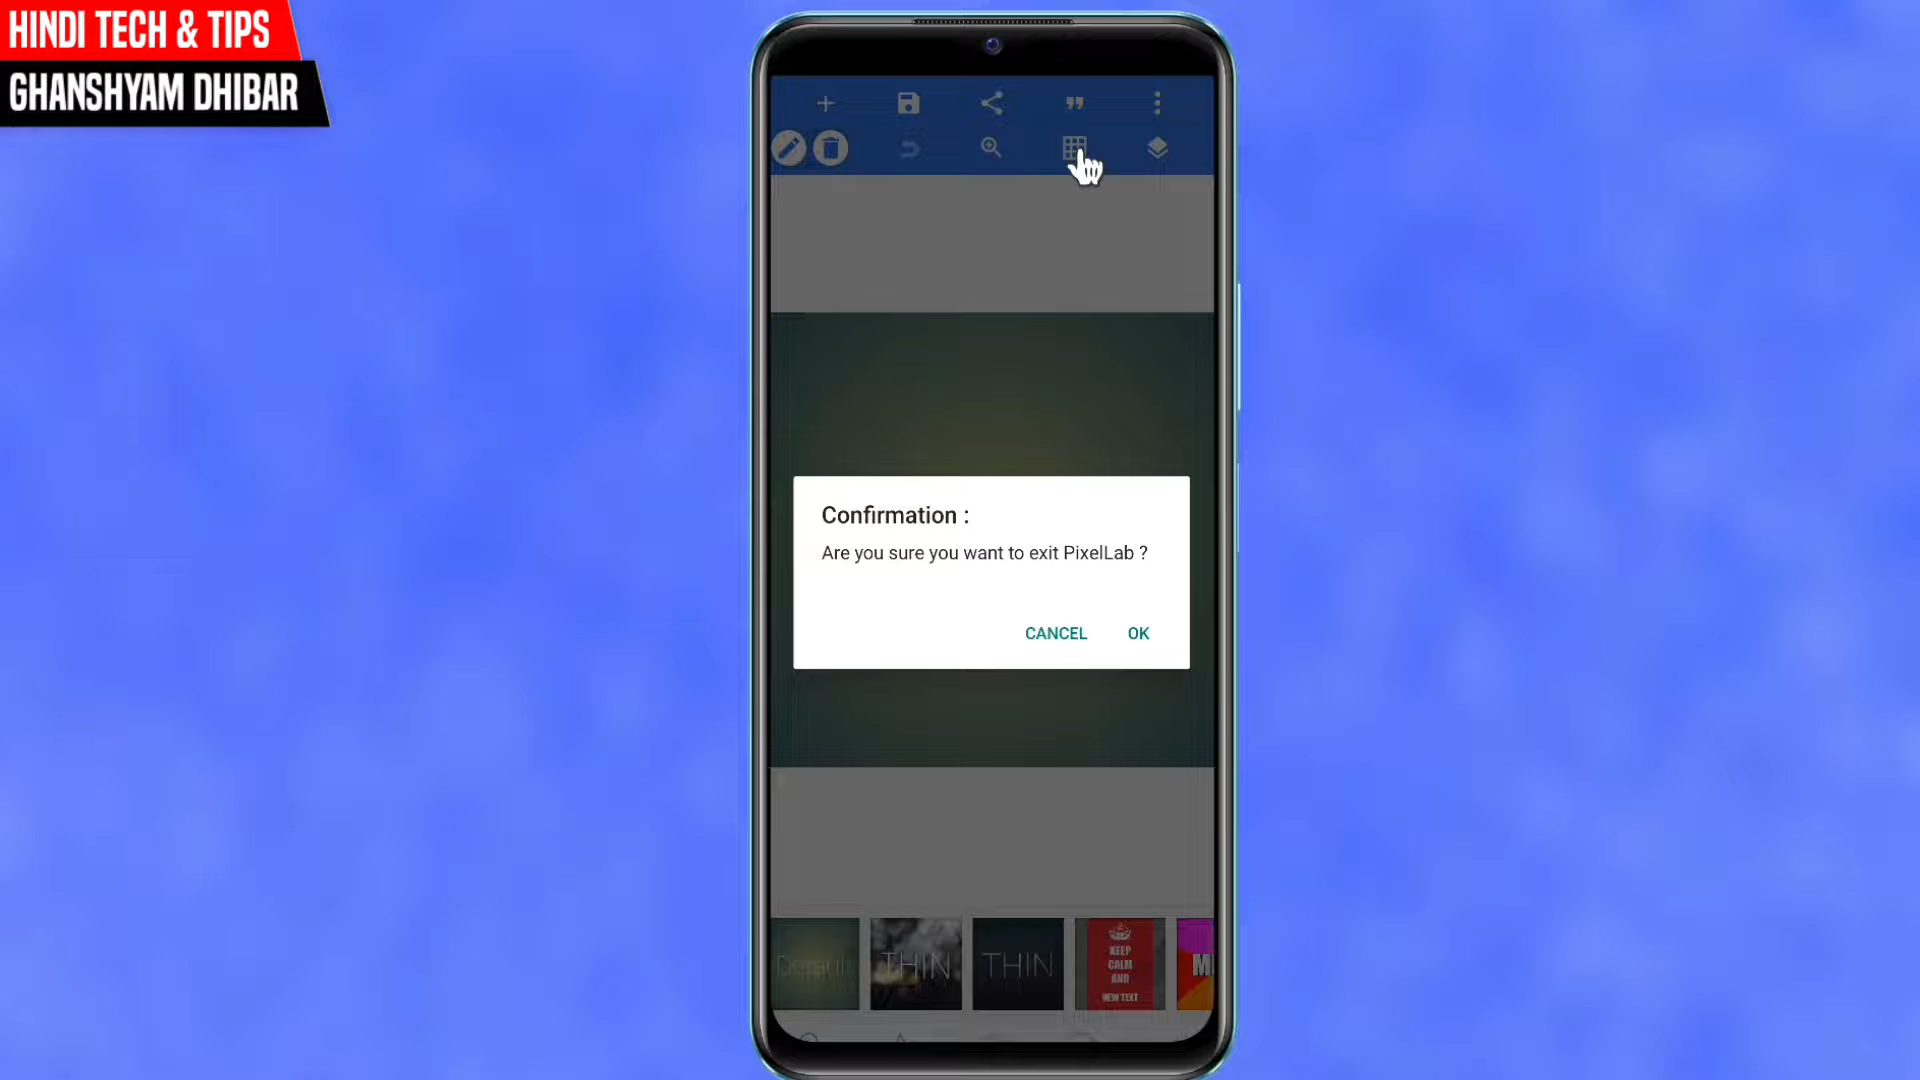 HINDI TECH & TIPS
GHANSHYAM DHIBAR
Confirmation :
Are you sure you want to exit PixelLab ?
CANCEL OK
Default THIN THIN
KEEP
CALM
AND
NEW TEXT
M